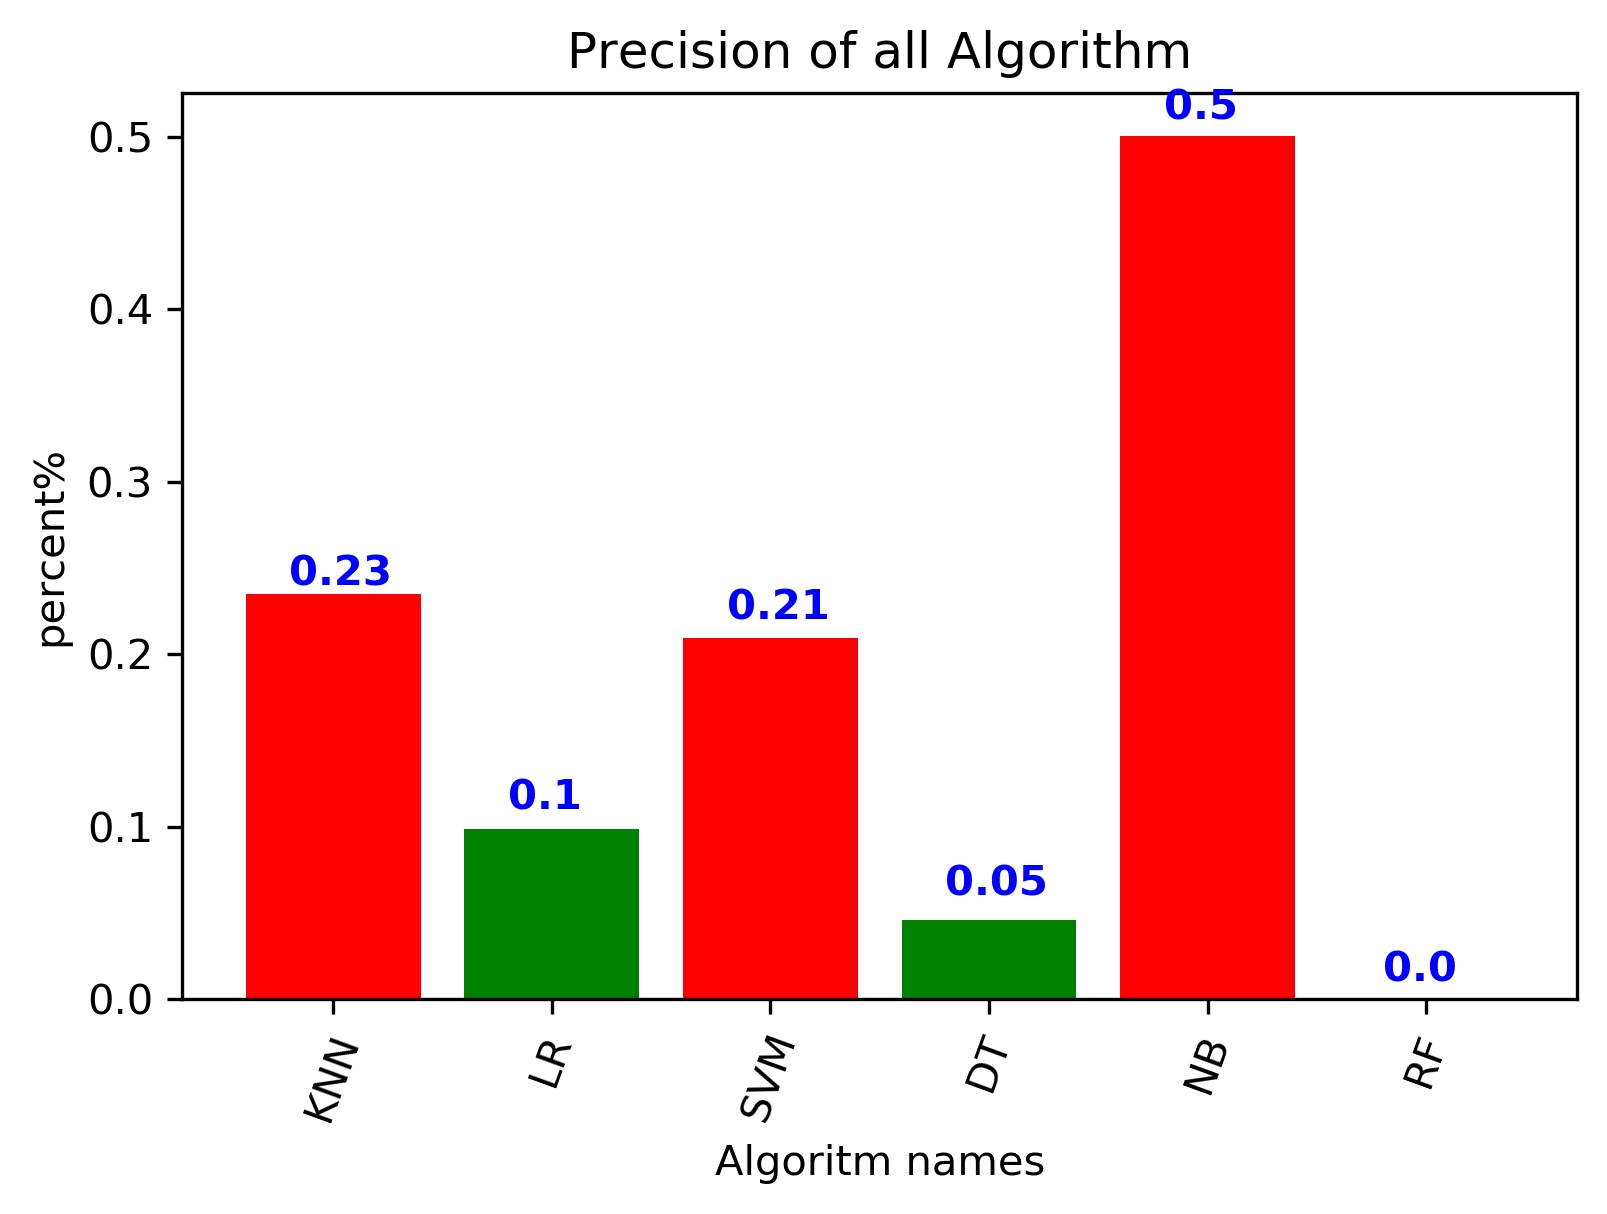 Precision of all Algorithm
0.5
0.5
0.4
0.3
0.23
0.21
0.2
0.1
0.1
0.05
0.0
0.0
percent%
KNN
LR
SVM
DT
NB
RF
Algoritm names